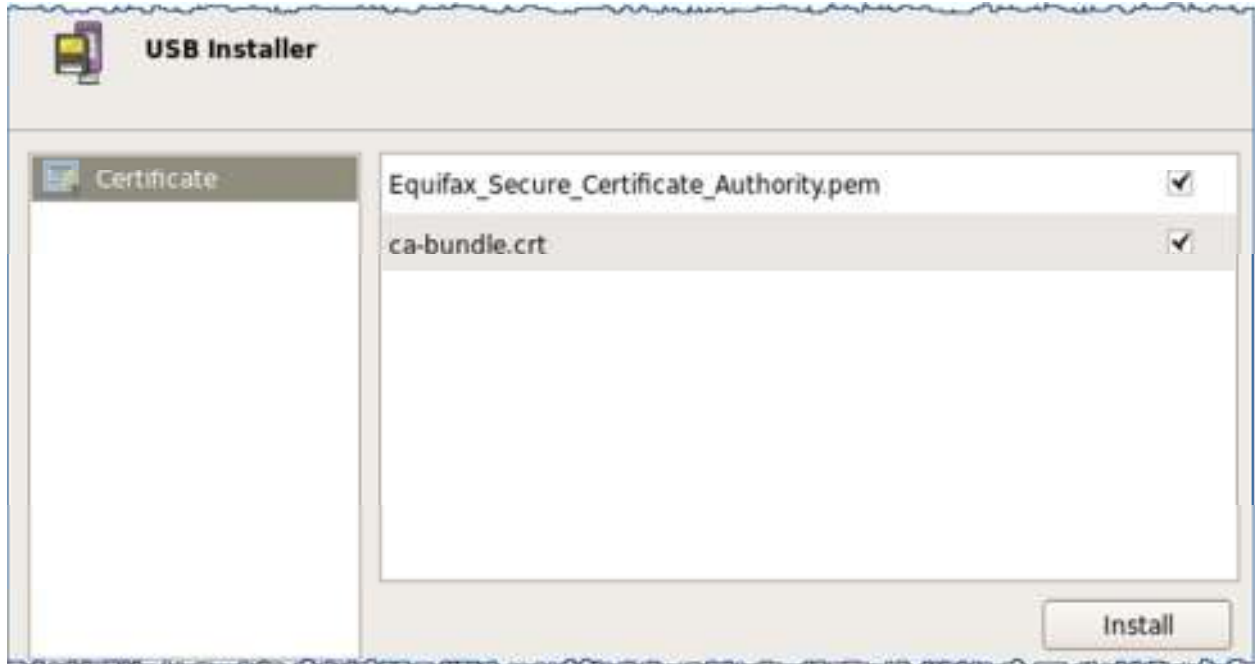 USB Installer
Certificate
Equifax_Secure_Certificate_Authority.pem
ca-bundle.crt
Install